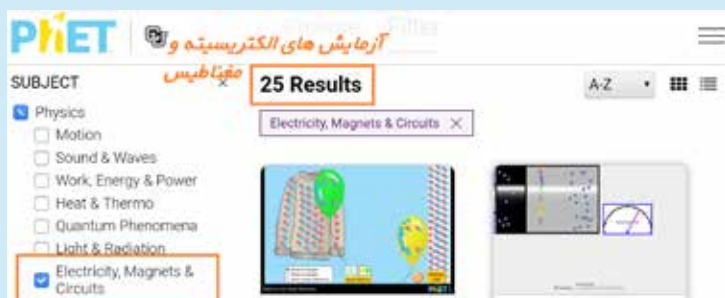 PhET
آزمایش های الکتریسیته و
مغناطیس
SUBJECT
×
25 Results
A-Z
Electricity, Magnets & Circuits ×
Physics
Motion
Sound & Waves
Work, Energy & Power
Heat & Thermo
Quantum Phenomena
Light & Radiation
Electricity, Magnets &
Circuits